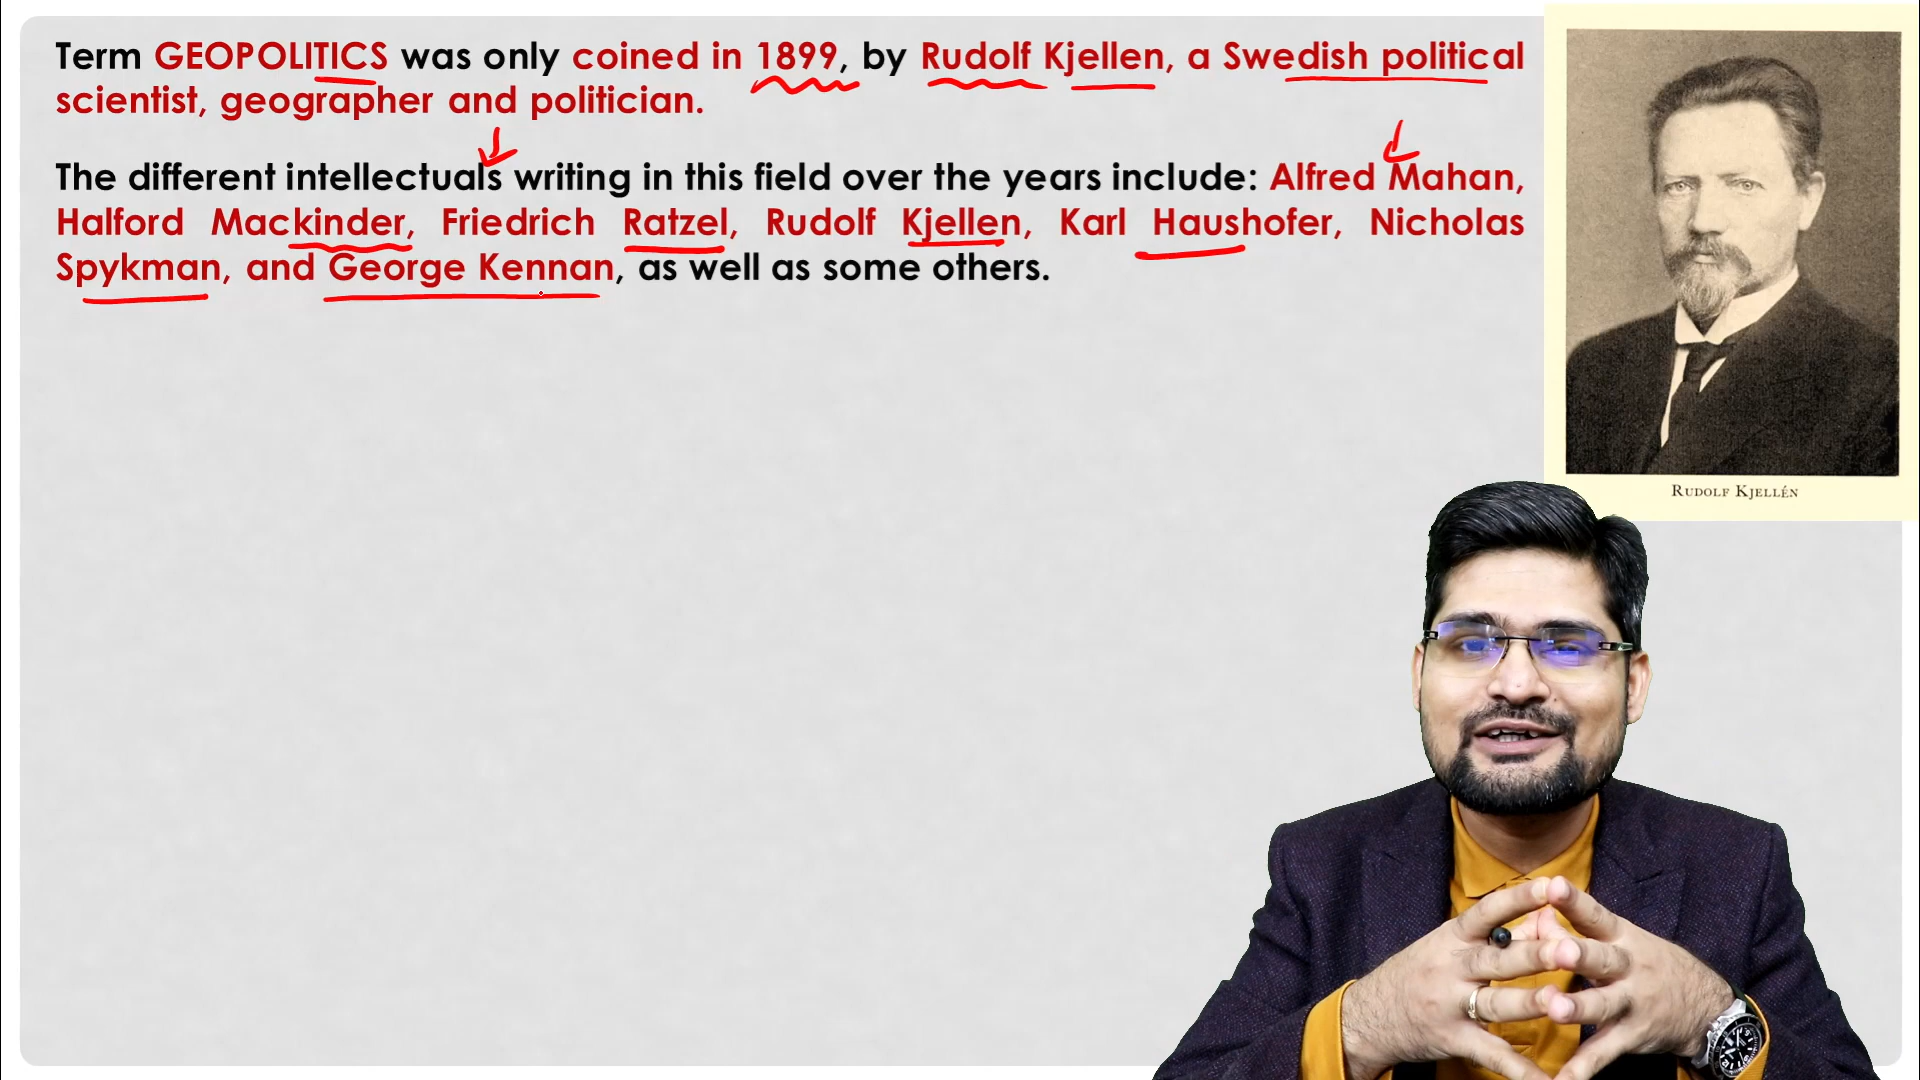 Term GEOPOLITICS was only coined in 1899, by Rudolf Kjellen, a Swedish political
scientist, geographer and politician.
The different intellectuals writing in this field over the years include: Alfred Mahan,
Halford Mackinder, Friedrich Ratzel, Rudolf Kjellen, Karl Haushofer, Nicholas
Spykman, and George Kennan, as well as some others.
RUDOLF KJELLÉN